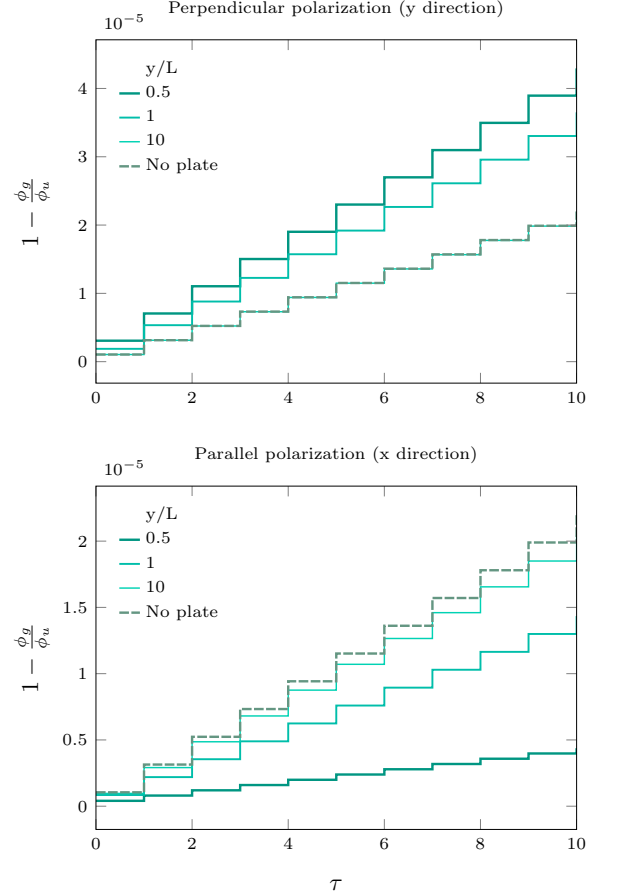 Perpendicular polarization (y direction)
10⁻⁵
4
3
2
1
0
1 − ϕg/ϕu
y/L
0.5
1
10
No plate
0 2 4 6 8 10
Parallel polarization (x direction)
10⁻⁵
2
1.5
1
0.5
0
1 − ϕg/ϕu
y/L
0.5
1
10
No plate
0 2 4 6 8 10
τ